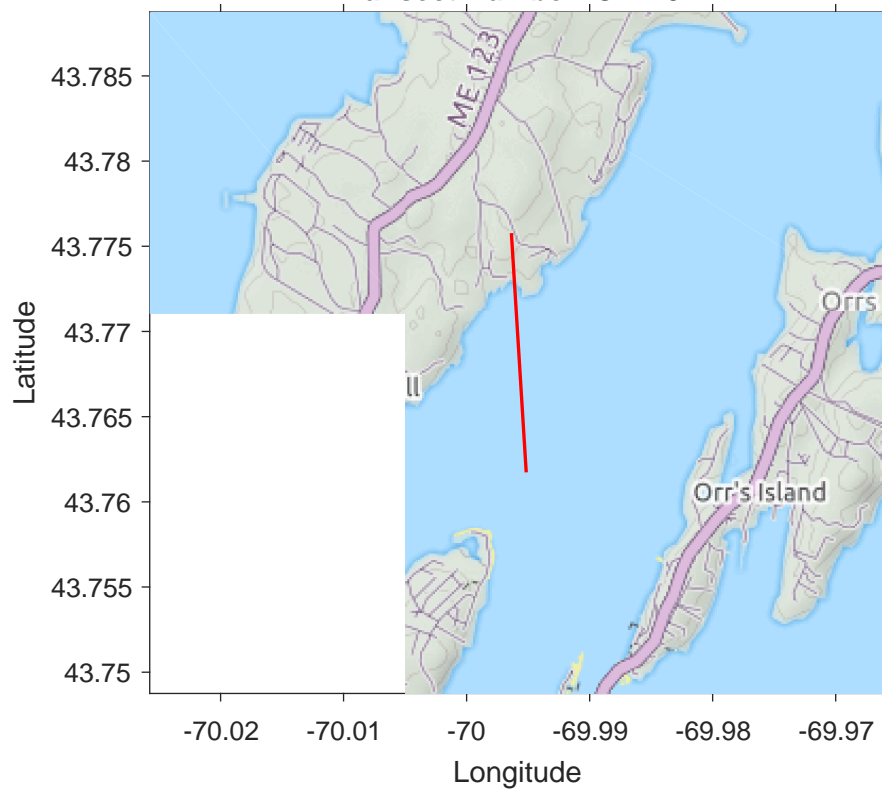 43.785
ME 123
43.78
43.775
43.77
Orrs
ll
43.765
43.76
Orr's Island
43.755
43.75
Latitude
-70.02
-70.01
-70
-69.99
-69.98
-69.97
Longitude